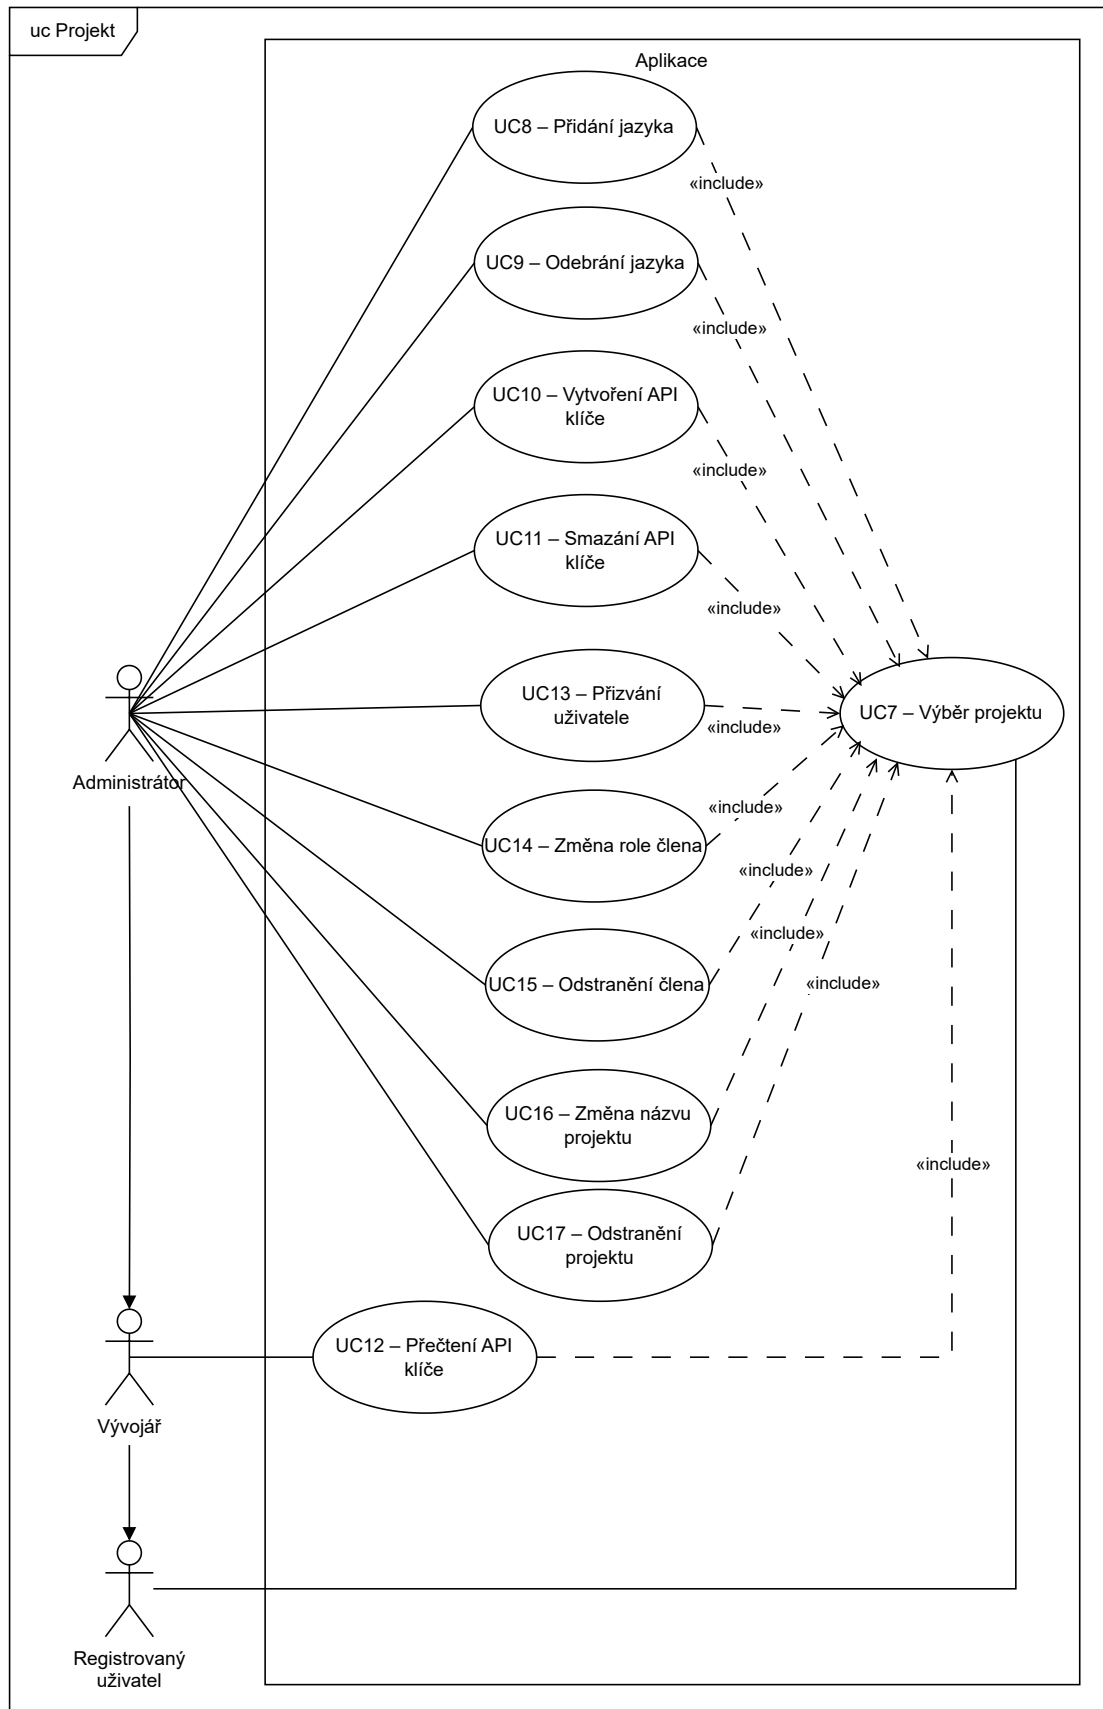 uc Projekt
Aplikace
UC8 – Přidání jazyka
«include»
UC9 – Odebrání jazyka
«include»
UC10 – Vytvoření API
klíče
«include»
UC11 – Smazání API
klíče
«include»
UC13 – Přizvání
uživatele
«include»
UC7 – Výběr projektu
Administrátor
UC14 – Změna role člena
«include»
«include»
UC15 – Odstranění člena
«include»
«include»
UC16 – Změna názvu
projektu
«include»
UC17 – Odstranění
projektu
UC12 – Přečtení API
klíče
Vývojář
Registrovaný
uživatel